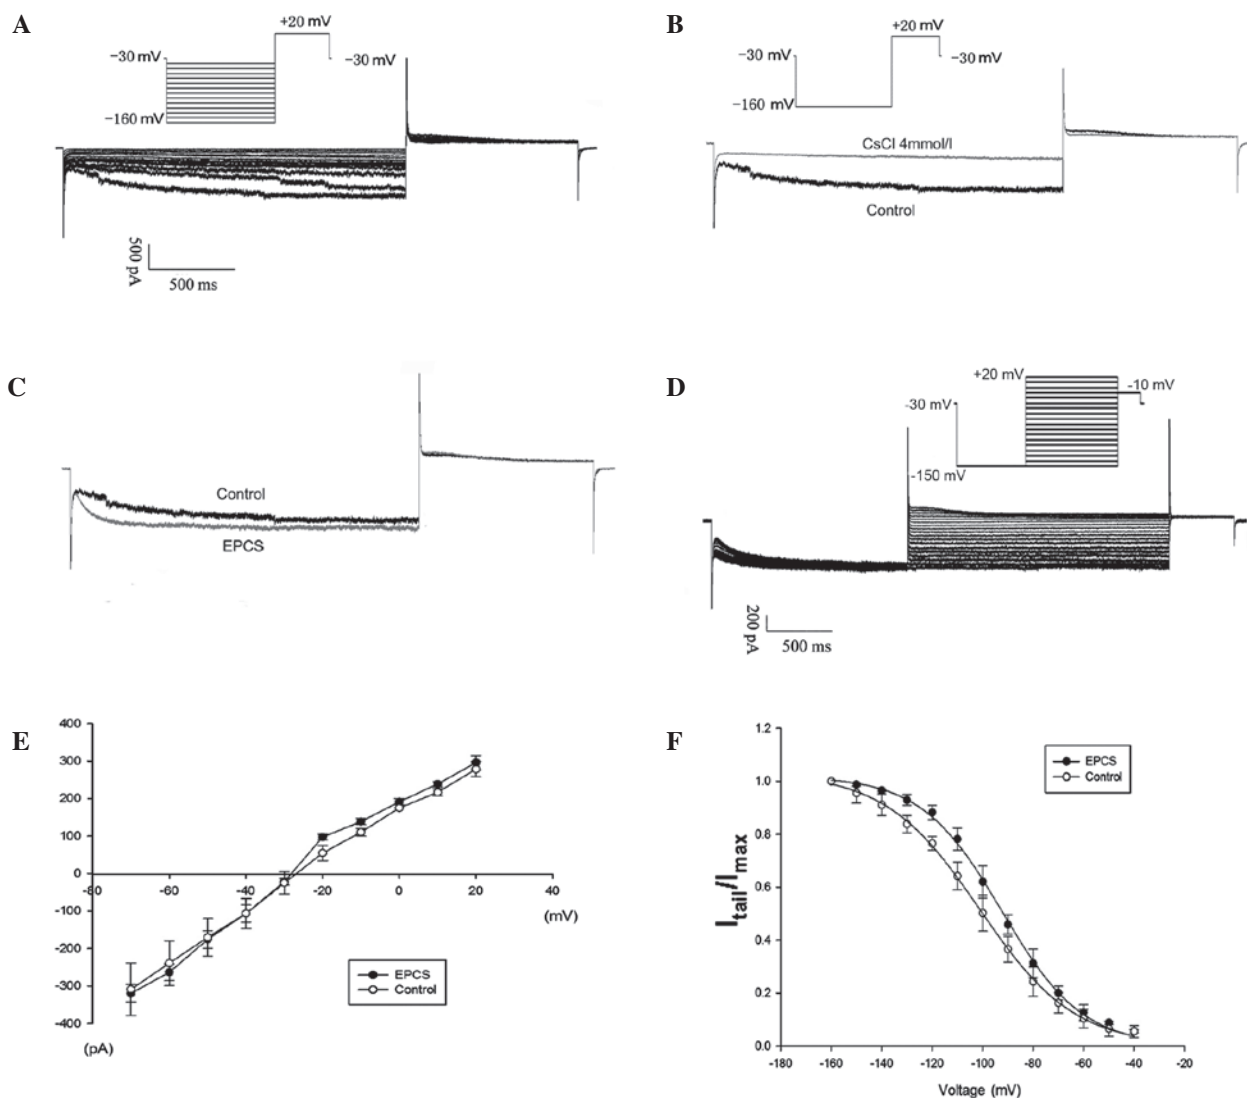 A
+20 mV
−30 mV
−30 mV
−160 mV
500 pA
500 ms
B
+20 mV
−30 mV
−30 mV
−160 mV
CsCl 4mmol/l
Control
C
Control
EPCS
D
+20 mV
-10 mV
-30 mV
-150 mV
200 pA
500 ms
E
400
300
200
100
0
-100
-200
-300
-400
-80
-60
-40
-20
0
20
40
(mV)
(pA)
EPCS
Control
F
1.2
1.0
0.8
0.6
0.4
0.2
0.0
Itail/Imax
-180
-160
-140
-120
-100
-80
-60
-40
-20
Voltage (mV)
EPCS
Control